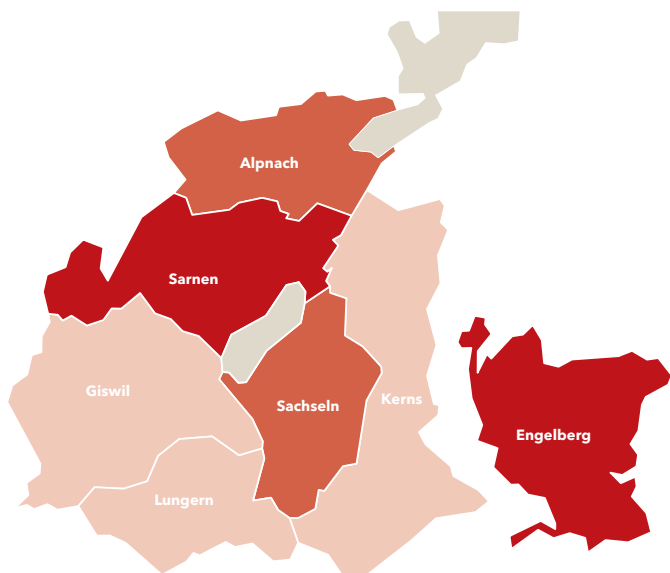 Alpnach
Sarnen
Giswil
Sachseln
Kerns
Engelberg
Lungern